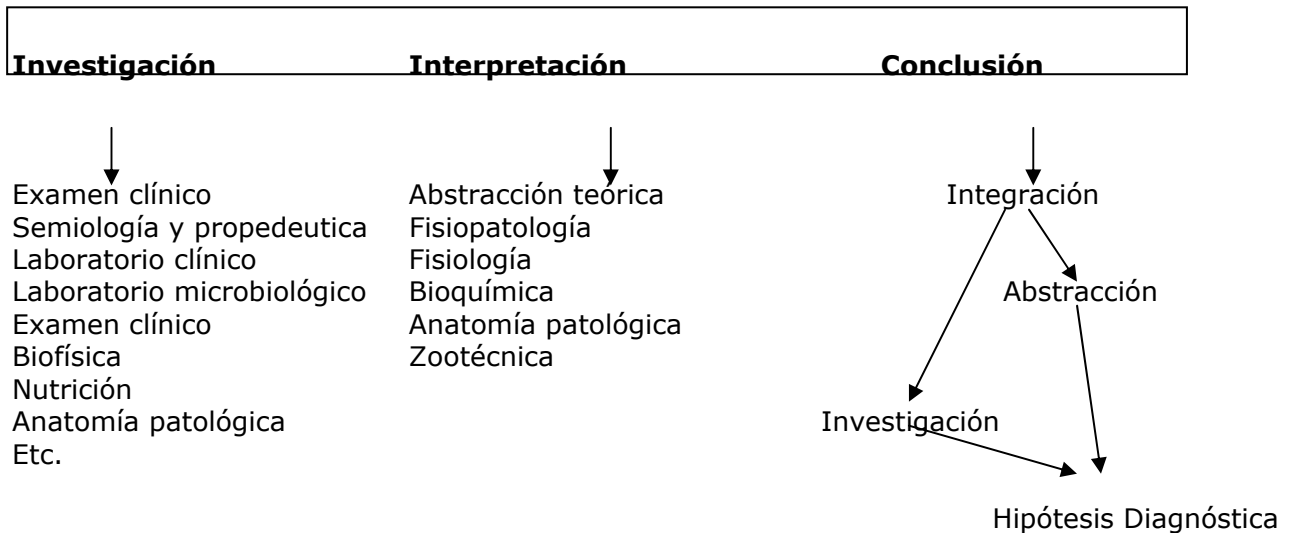 Investigación Interpretación Conclusión
Examen clínico Abstracción teórica Integración
Semiología y propedeutica Fisiopatología
Laboratorio clínico Fisiología
Laboratorio microbiológico Bioquímica Abstracción
Examen clínico Anatomía patológica
Biofísica Zootécnica
Nutrición
Anatomía patológica Investigación
Etc.
Hipótesis Diagnóstica